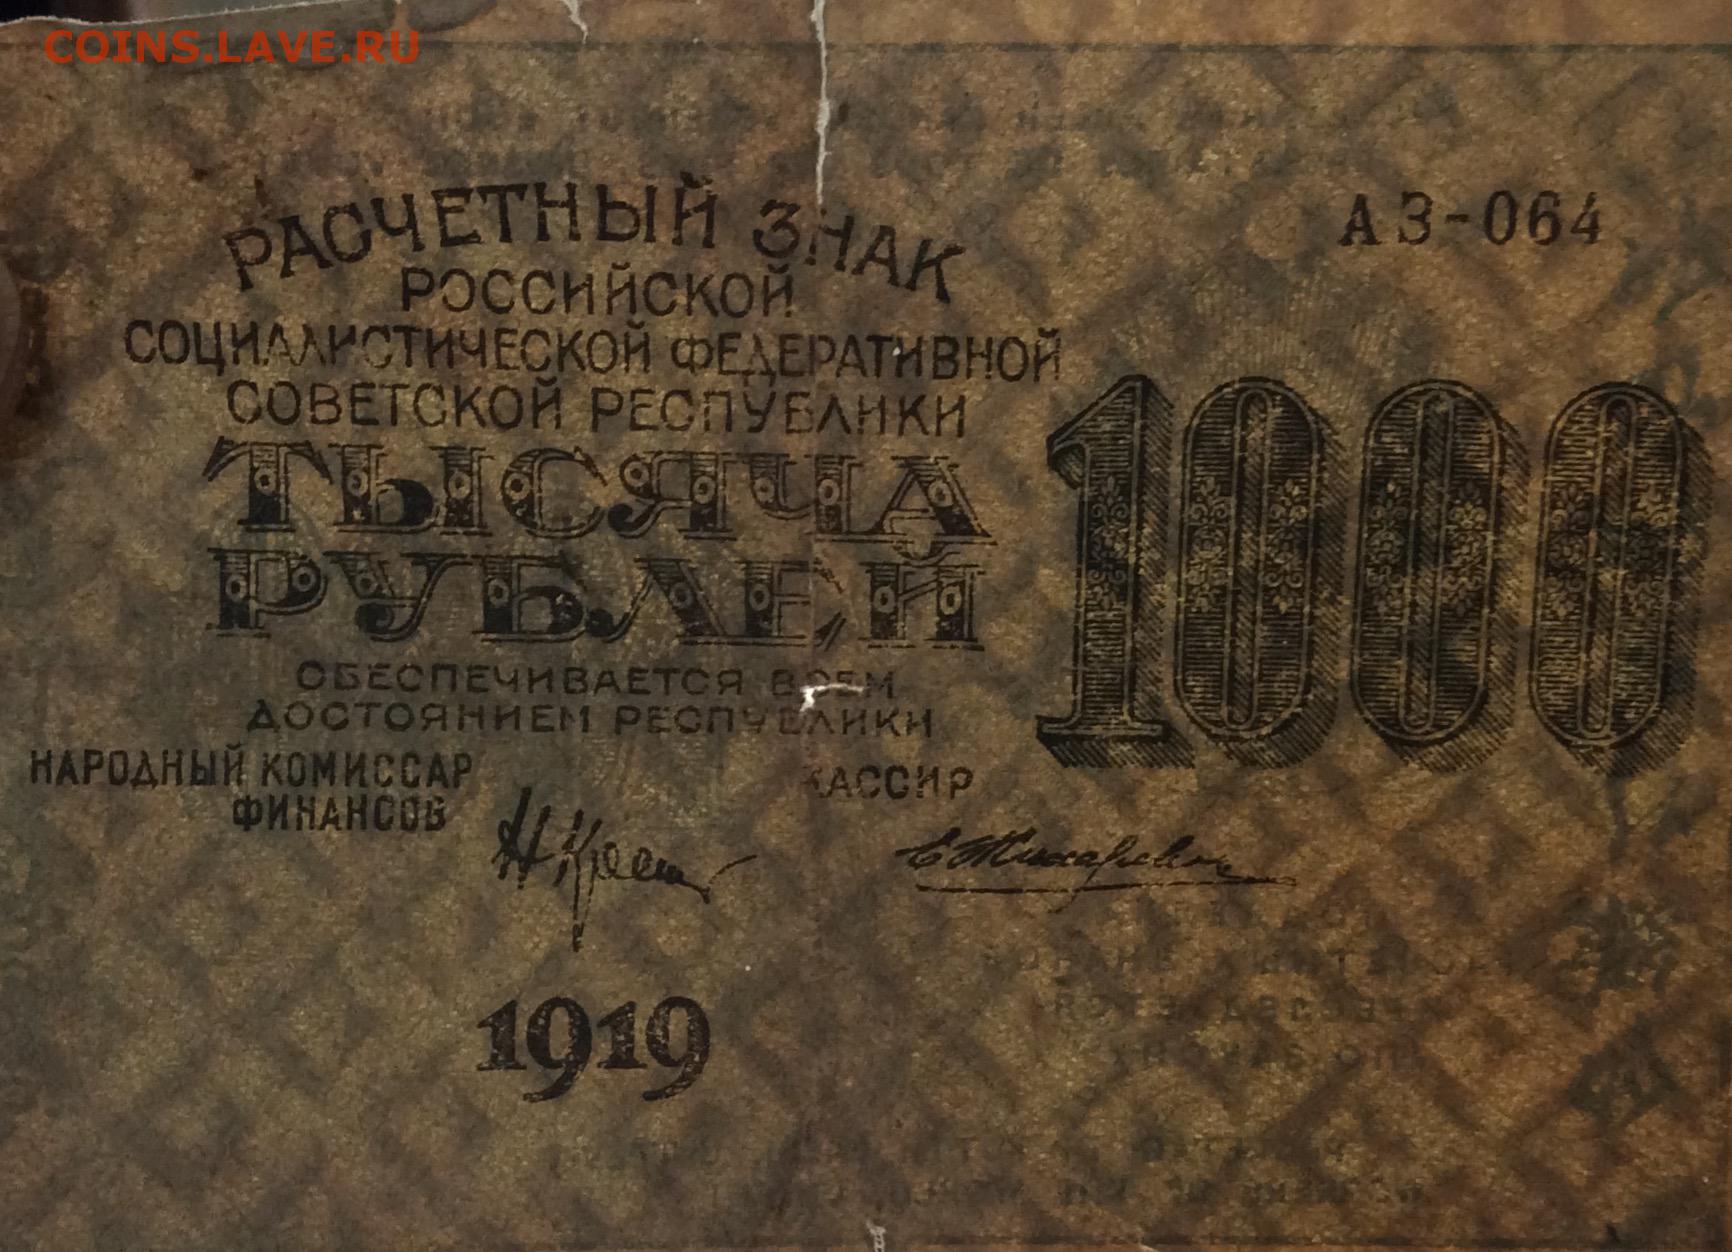 COINS.LAVE.RU
РАСЧЕТНЫЙ ЗНАК
АЗ-064
РОССИЙСКОЙ
СОЦИАЛИСТИЧЕСКОЙ ФЕДЕРАТИВНОЙ
СОВЕТСКОЙ РЕСПУБЛИКИ
ТЫСЯЧА
РУБЛЕЙ
1000
ОБЕСПЕЧИВАЕТСЯ ВСЕМ
ДОСТОЯНИЕМ РЕСПУБЛИКИ
НАРОДНЫЙ КОМИССАР
ФИНАНСОВ
КАССИР
1919